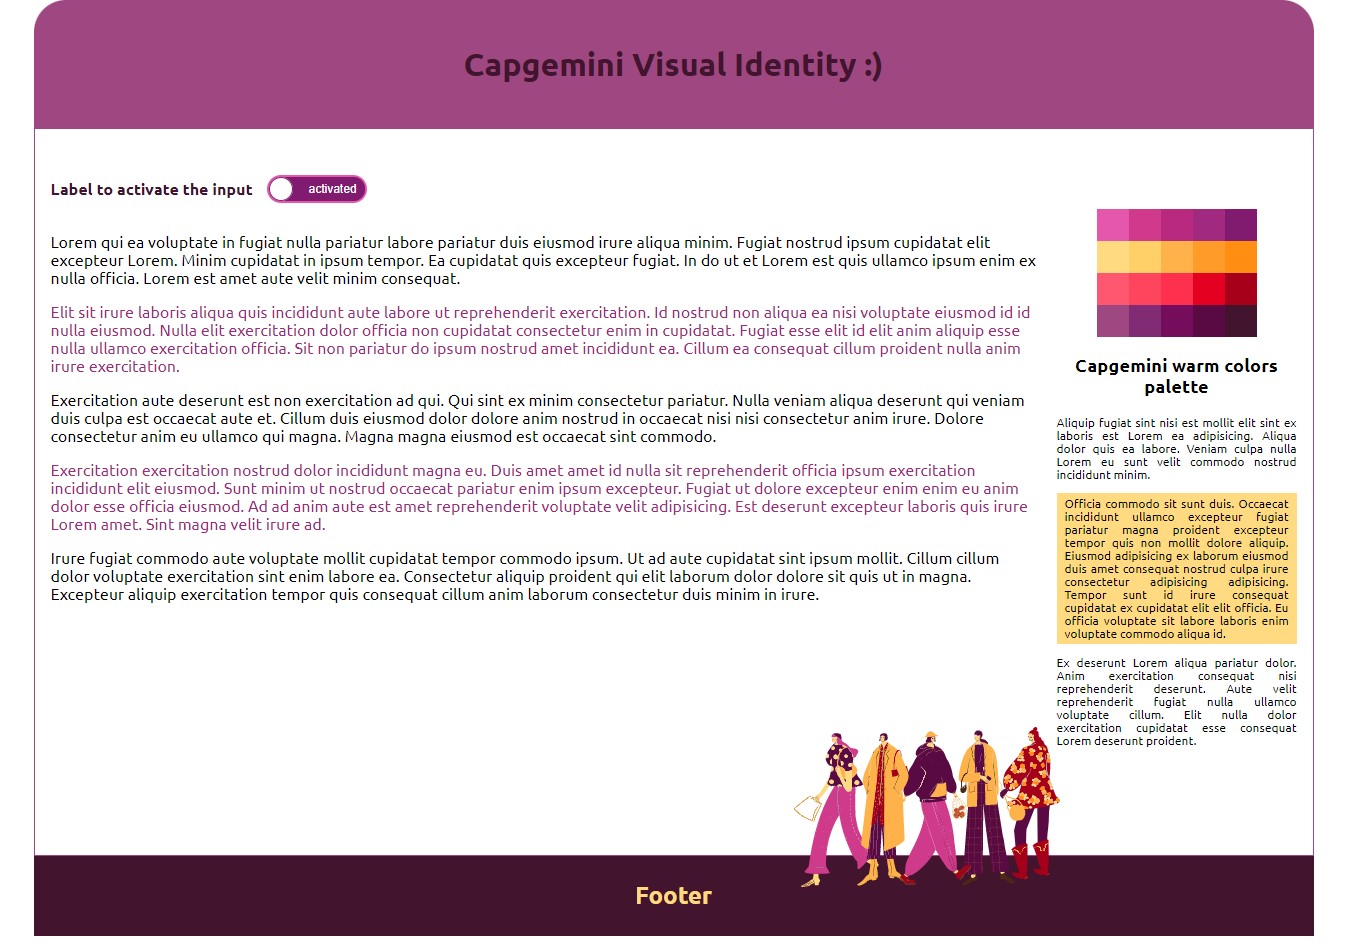 Capgemini Visual Identity :)
Label to activate the input
activated
Lorem qui ea voluptate in fugiat nulla pariatur labore pariatur duis eiusmod irure aliqua minim. Fugiat nostrud ipsum cupidatat elit
excepteur Lorem. Minim cupidatat in ipsum tempor. Ea cupidatat quis excepteur fugiat. In do ut et Lorem est quis ullamco ipsum enim ex
nulla officia. Lorem est amet aute velit minim consequat.
Elit sit irure laboris aliqua quis incididunt aute labore ut reprehenderit exercitation. Id nostrud non aliqua ea nisi voluptate eiusmod id id
nulla eiusmod. Nulla elit exercitation dolor officia non cupidatat consectetur enim in cupidatat. Fugiat esse elit id elit anim aliquip esse
nulla ullamco exercitation officia. Sit non pariatur do ipsum nostrud amet incididunt ea. Cillum ea consequat cillum proident nulla anim
irure exercitation.
Exercitation aute deserunt est non exercitation ad qui. Qui sint ex minim consectetur pariatur. Nulla veniam aliqua deserunt qui veniam
duis culpa est occaecat aute et. Cillum duis eiusmod dolor dolore anim nostrud in occaecat nisi nisi consectetur anim irure. Dolore
consectetur anim eu ullamco qui magna. Magna magna eiusmod est occaecat sint commodo.
Exercitation exercitation nostrud dolor incididunt magna eu. Duis amet amet id nulla sit reprehenderit officia ipsum exercitation
incididunt elit eiusmod. Sunt minim ut nostrud occaecat pariatur enim ipsum excepteur. Fugiat ut dolore excepteur enim enim eu anim
dolor esse officia eiusmod. Ad ad anim aute est amet reprehenderit voluptate velit adipisicing. Est deserunt excepteur laboris quis irure
Lorem amet. Sint magna velit irure ad.
Irure fugiat commodo aute voluptate mollit cupidatat tempor commodo ipsum. Ut ad aute cupidatat sint ipsum mollit. Cillum cillum
dolor voluptate exercitation sint enim labore ea. Consectetur aliquip proident qui elit laborum dolor dolore sit quis ut in magna.
Excepteur aliquip exercitation tempor quis consequat cillum anim laborum consectetur duis minim in irure.
Capgemini warm colors
palette
Aliquip fugiat sint nisi est mollit elit sint ex
laboris est Lorem ea adipisicing. Aliqua
dolor quis ea labore. Veniam culpa nulla
Lorem eu sunt velit commodo nostrud
incididunt minim.
Officia commodo sit sunt duis. Occaecat
incididunt ullamco excepteur fugiat
pariatur magna proident excepteur
tempor quis non mollit dolore aliquip.
Eiusmod adipisicing ex laborum eiusmod
duis amet consequat nostrud culpa irure
consectetur adipisicing adipisicing.
Tempor sunt id irure consequat
cupidatat ex cupidatat elit elit officia. Eu
officia voluptate sit labore laboris enim
voluptate commodo aliqua id.
Ex deserunt Lorem aliqua pariatur dolor.
Anim exercitation consequat nisi
reprehenderit deserunt. Aute velit
reprehenderit fugiat nulla ullamco
voluptate cillum. Elit nulla dolor
exercitation cupidatat esse consequat
Lorem deserunt proident.
Footer